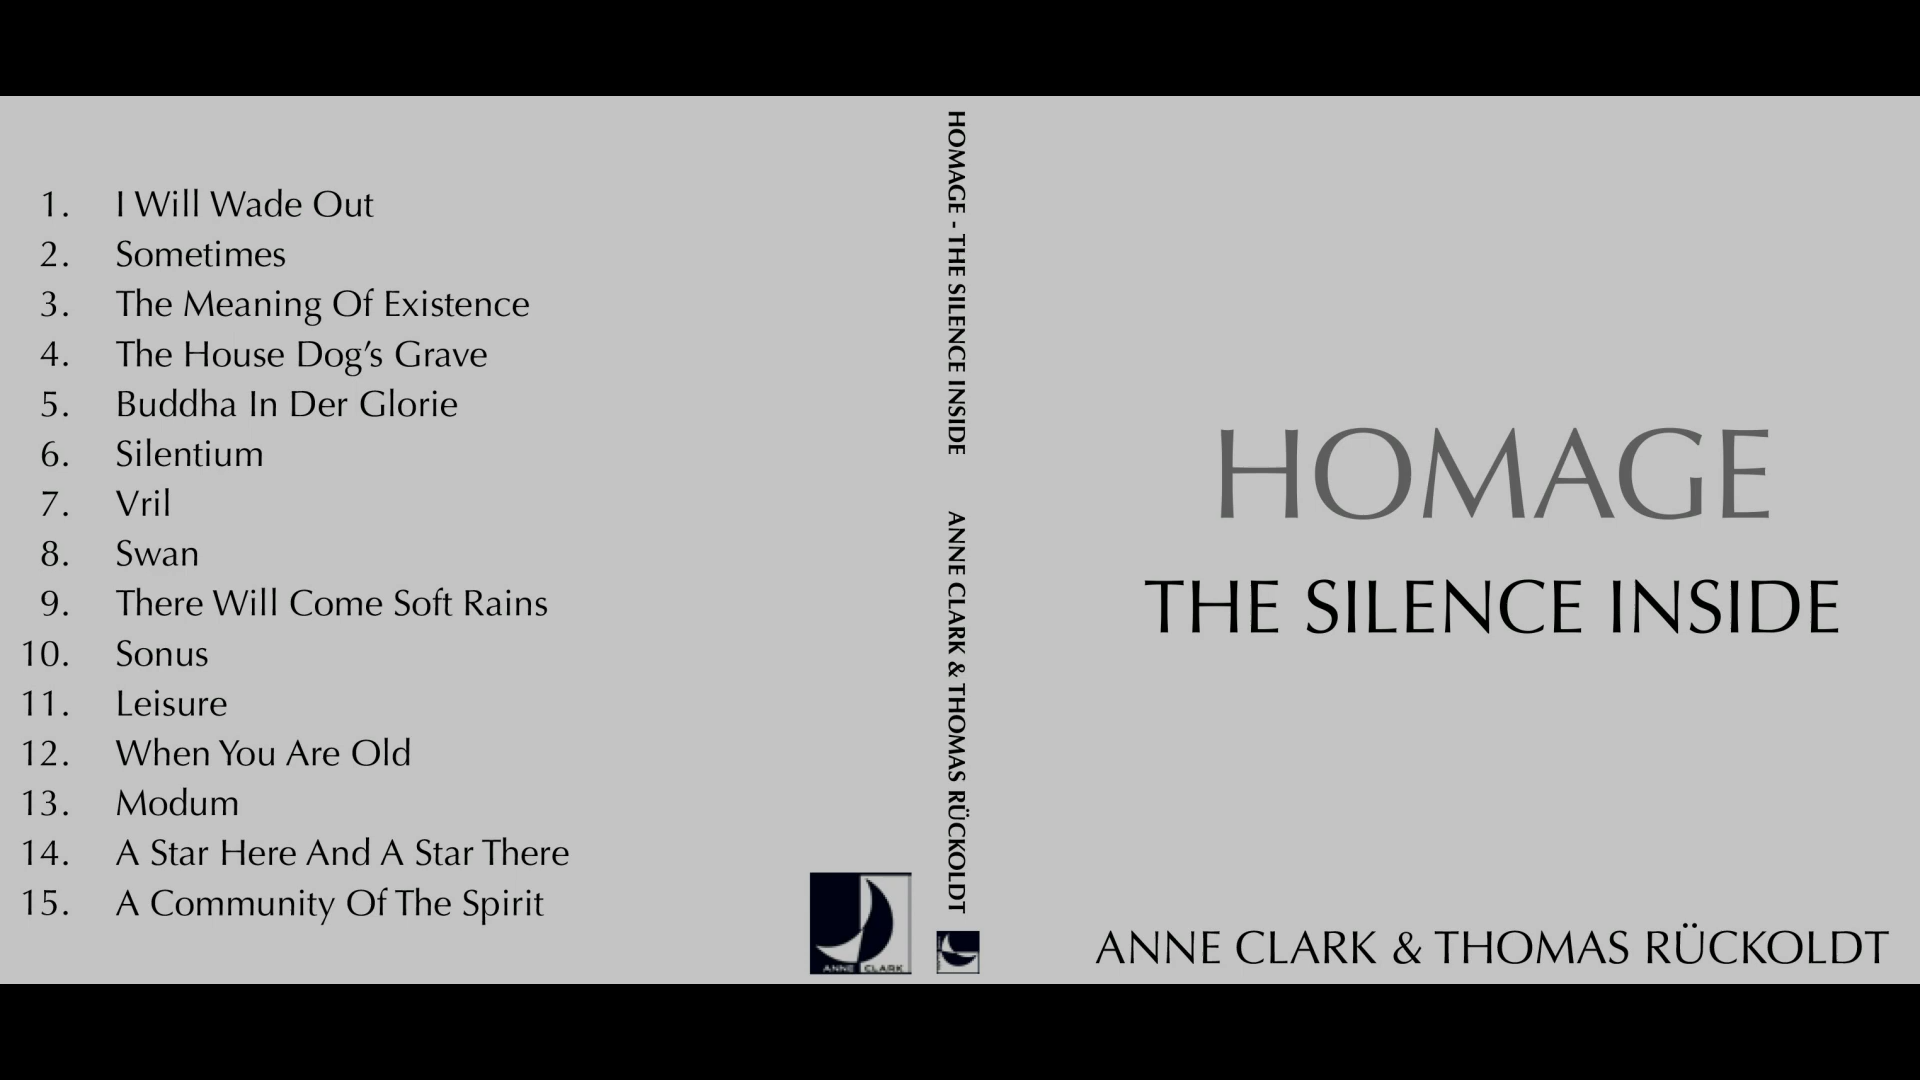 1. I Will Wade Out
2. Sometimes
3. The Meaning Of Existence
4. The House Dog’s Grave
5. Buddha In Der Glorie
6. Silentium
7. Vril
8. Swan
9. There Will Come Soft Rains
10. Sonus
11. Leisure
12. When You Are Old
13. Modum
14. A Star Here And A Star There
15. A Community Of The Spirit
ANNE CLARK
HOMAGE - THE SILENCE INSIDE ANNE CLARK & THOMAS RÜCKOLDT
HOMAGE
THE SILENCE INSIDE
ANNE CLARK & THOMAS RÜCKOLDT